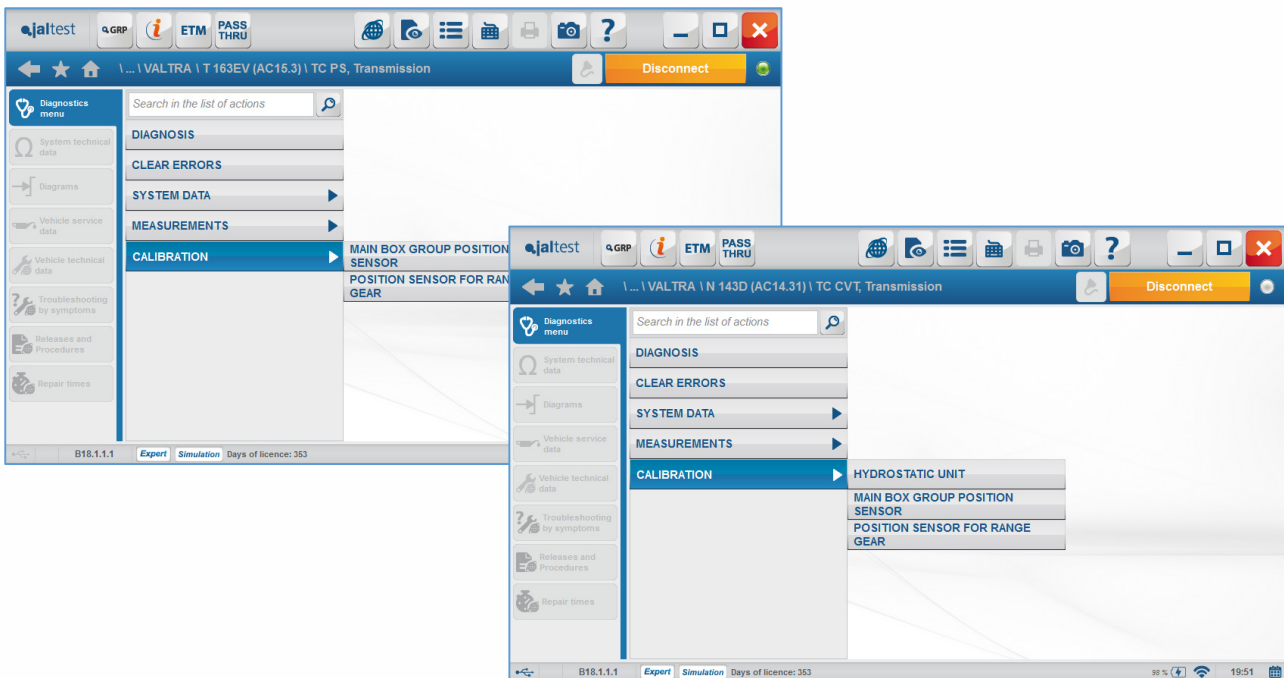 jaltest
GRP
ETM
PASS
THRU
\ ... \ VALTRA \ T 163EV (AC15.3) \ TC PS, Transmission
Disconnect
Diagnostics
menu
System technical
data
Diagrams
Vehicle service
data
Vehicle technical
data
Troubleshooting
by symptoms
Releases and
Procedures
Repair times
Search in the list of actions
DIAGNOSIS
CLEAR ERRORS
SYSTEM DATA
MEASUREMENTS
CALIBRATION
MAIN BOX GROUP POSITION
SENSOR
POSITION SENSOR FOR RAN
GEAR
B18.1.1.1 Expert Simulation Days of licence: 353
jaltest
GRP
ETM
PASS
THRU
\ ... \ VALTRA \ N 143D (AC14.31) \ TC CVT, Transmission
Disconnect
Diagnostics
menu
System technical
data
Diagrams
Vehicle service
data
Vehicle technical
data
Troubleshooting
by symptoms
Releases and
Procedures
Repair times
Search in the list of actions
DIAGNOSIS
CLEAR ERRORS
SYSTEM DATA
MEASUREMENTS
CALIBRATION
HYDROSTATIC UNIT
MAIN BOX GROUP POSITION
SENSOR
POSITION SENSOR FOR RANGE
GEAR
B18.1.1.1 Expert Simulation Days of licence: 353 98 % 19:51